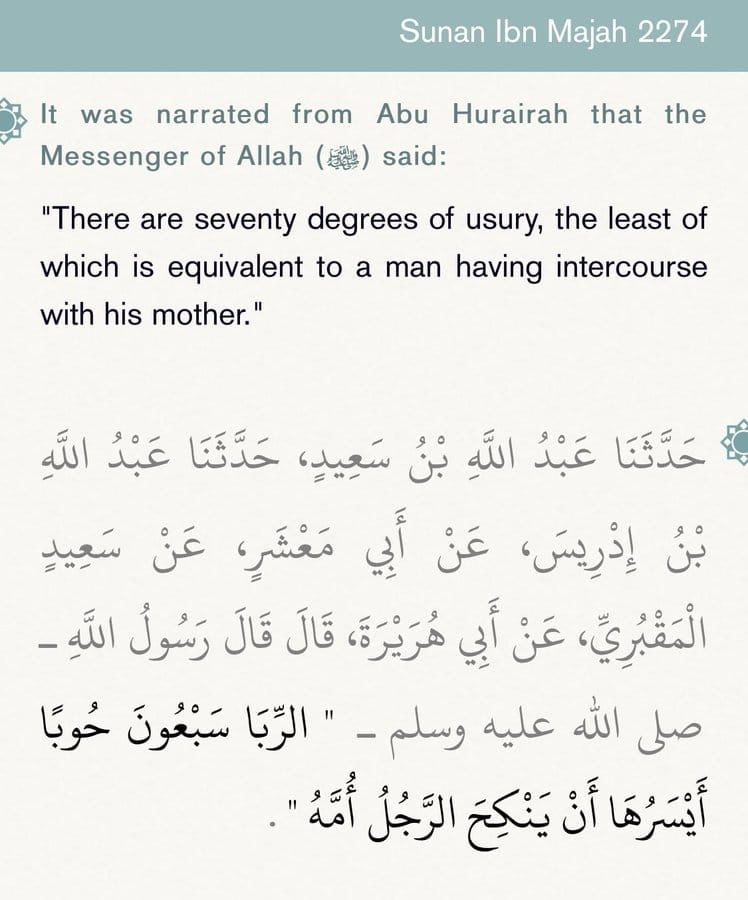 Sunan Ibn Majah 2274
It was narrated from Abu Hurairah that the
Messenger of Allah (ﷺ) said:
"There are seventy degrees of usury, the least of
which is equivalent to a man having intercourse
with his mother."
حَدَّثَنَا عَبْدُ اللَّهِ بْنُ سَعِيدٍ، حَدَّثَنَا عَبْدُ اللَّهِ
بْنُ إِدْرِيسَ، عَنْ أَبِي مَعْشَرٍ، عَنْ سَعِيدٍ
الْمَقْبُرِيِّ، عَنْ أَبِي هُرَيْرَةَ، قَالَ قَالَ رَسُولُ اللَّهِ ـ
صلى الله عليه وسلم ـ " الرِّبَا سَبْعُونَ حُوبًا
أَيْسَرُهَا أَنْ يَنْكِحَ الرَّجُلُ أُمَّهُ " .